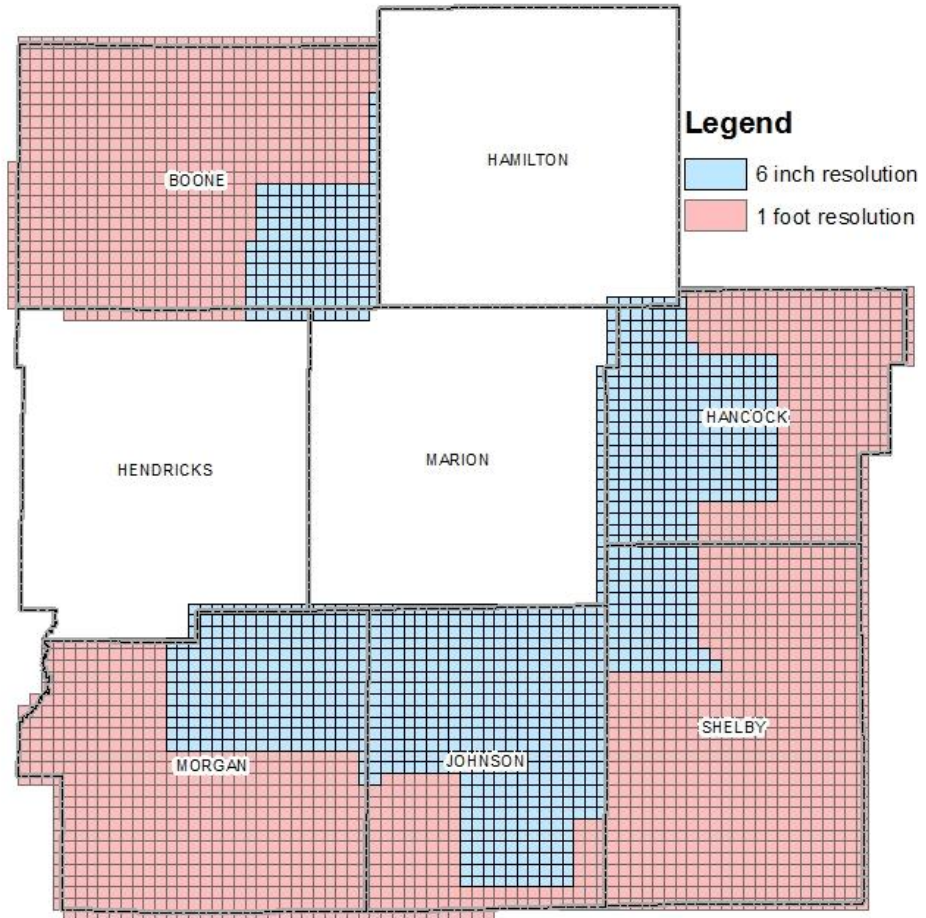 HAMILTON
Legend
6 inch resolution
1 foot resolution
BOONE
HANCOCK
HENDRICKS
MARION
SHELBY
MORGAN
JOHNSON